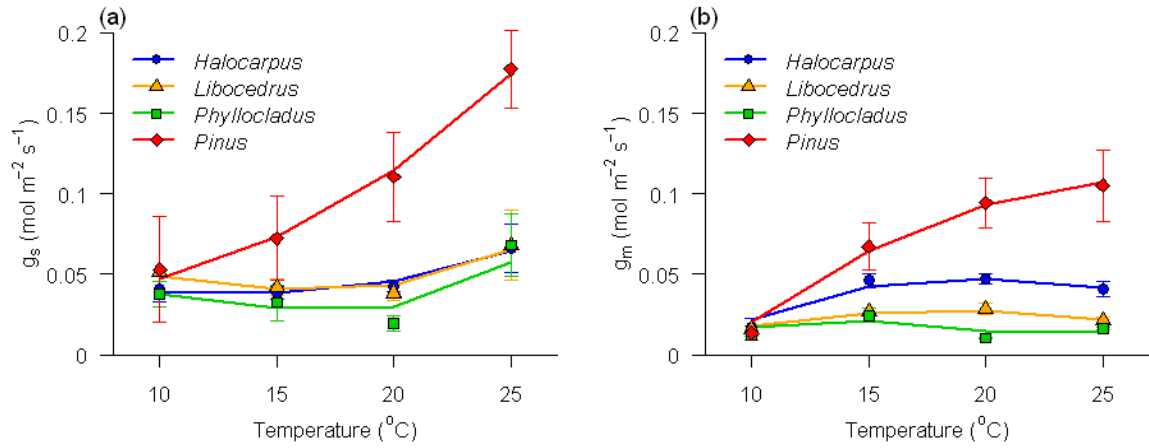 (a)
0.2
0.15
0.1
0.05
0
gs (mol m−2 s−1)
Halocarpus
Libocedrus
Phyllocladus
Pinus
10 15 20 25
Temperature (oC)
(b)
0.2
0.15
0.1
0.05
0
gm (mol m−2 s−1)
Halocarpus
Libocedrus
Phyllocladus
Pinus
10 15 20 25
Temperature (oC)